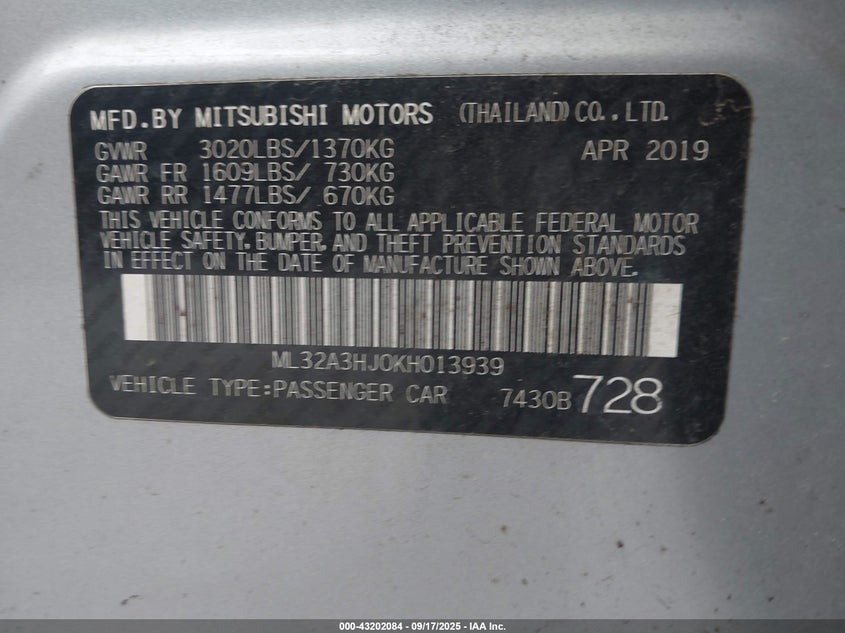 MFD.BY MITSUBISHI MOTORS (THAILAND) CO., LTD.
GVWR 3020LBS/1370KG APR 2019
GAWR FR 1609LBS/ 730KG
GAWR RR 1477LBS/ 670KG
THIS VEHICLE CONFORMS TO ALL APPLICABLE FEDERAL MOTOR
VEHICLE SAFETY, BUMPER, AND THEFT PREVENTION STANDARDS
IN EFFECT ON THE DATE OF MANUFACTURE SHOWN ABOVE.
ML32A3HJ0KH013939
VEHICLE TYPE:PASSENGER CAR 7430B 728
000-43202084 - 09/17/2025 - IAA Inc.